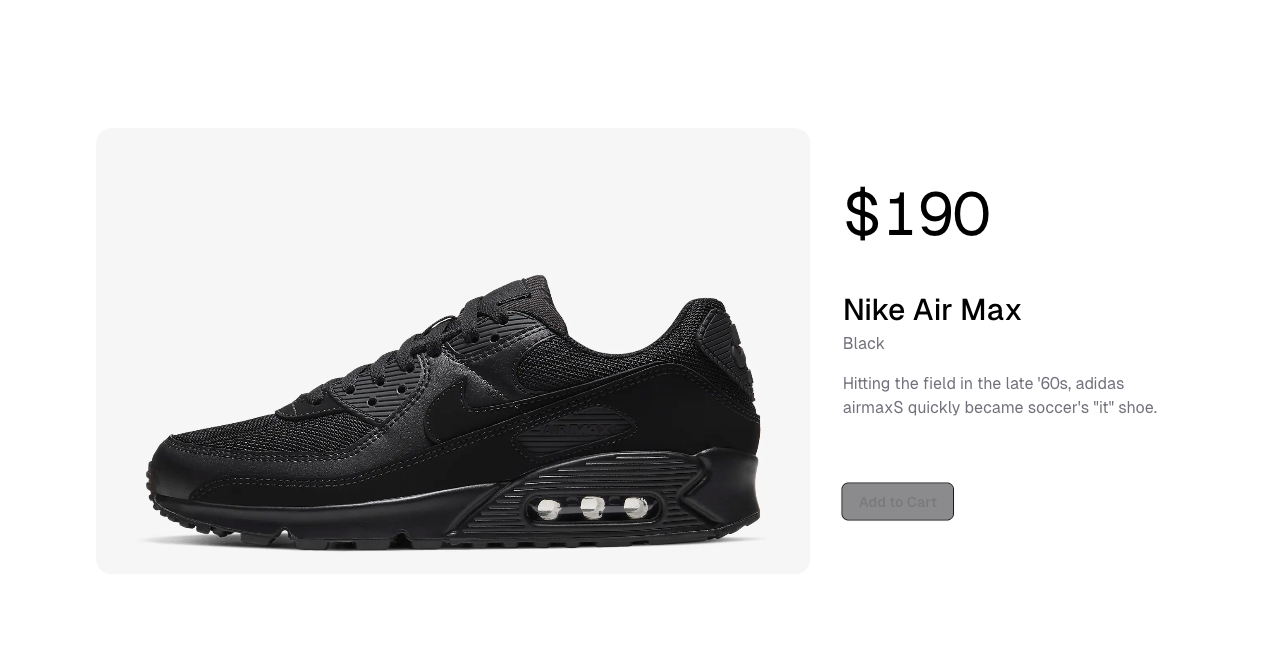 $190
Nike Air Max
Black
Hitting the field in the late '60s, adidas
airmaxS quickly became soccer's "it" shoe.
Add to Cart